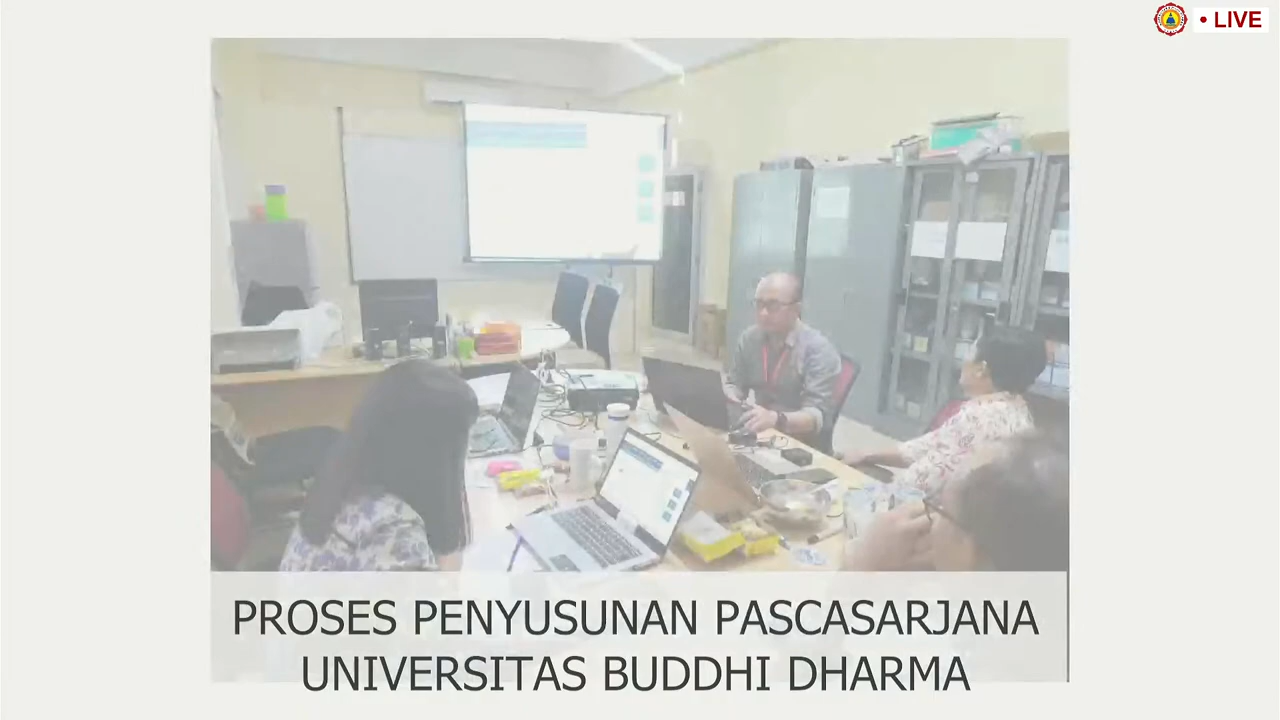 • LIVE
PROSES PENYUSUNAN PASCASARJANA
UNIVERSITAS BUDDHI DHARMA